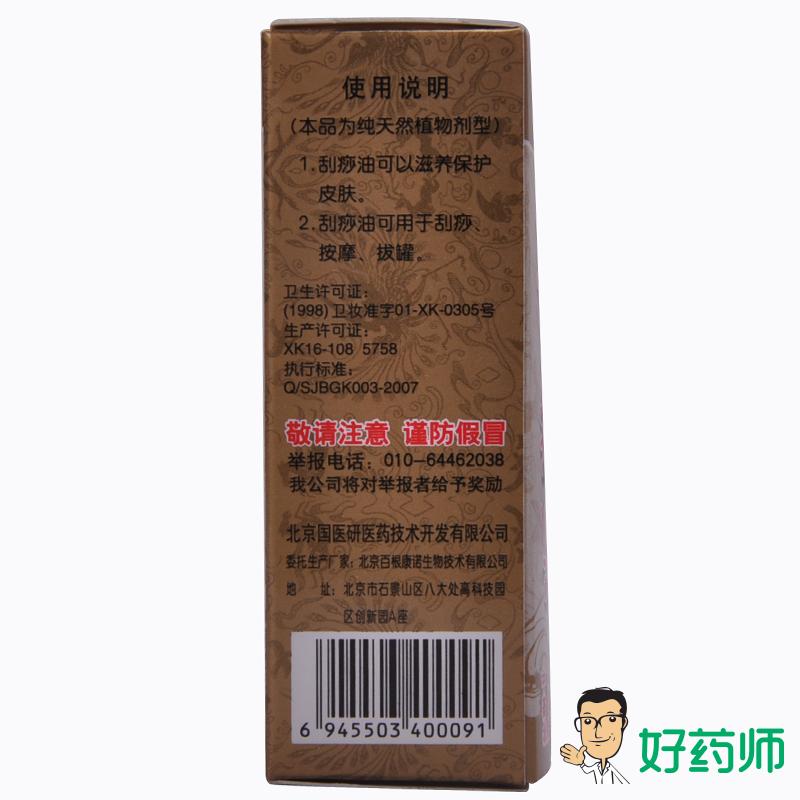 使用说明
(本品为纯天然植物剂型)
1.刮痧油可以滋养保护
皮肤。
2.刮痧油可用于刮痧、
按摩、拔罐。
卫生许可证:
(1998)卫妆准字01-XK-0305号
生产许可证:
XK16-108 5758
执行标准:
Q/SJBGK003-2007
敬请注意 谨防假冒
举报电话:010-64462038
我公司将对举报者给予奖励
北京国医研医药技术开发有限公司
委托生产厂家:北京百根康诺生物技术有限公司
地 址:北京市石景山区八大处高科技园
区创新园A座
6 945503 400091
好药师